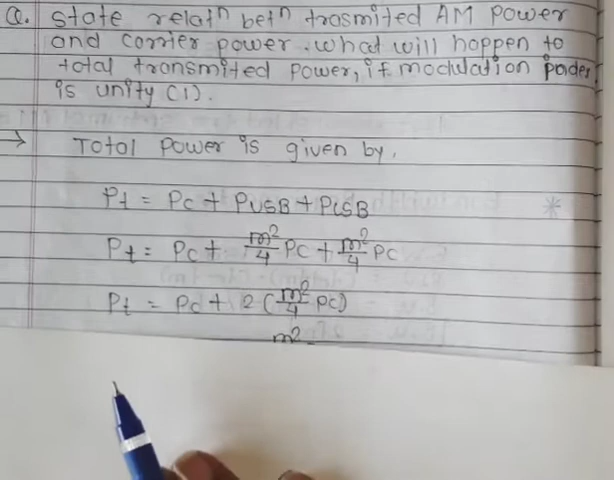 Q. State relatn betn trasmited AM Power
and carrier power. what will happen to
total transmited Power, if modulation Index
is unity (1).
→ Total Power is given by,
Pt = Pc + PUSB + PLSB
Pt = Pc + m²/4 Pc + m²/4 Pc
Pt = Pc + 2 (m²/4 Pc)
m²